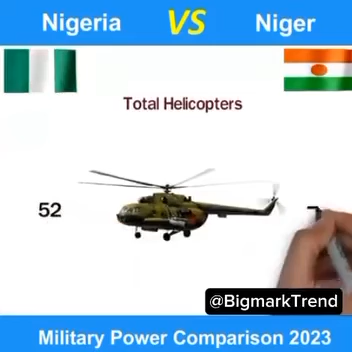 Nigeria VS Niger
Total Helicopters
52
@BigmarkTrend
Military Power Comparison 2023